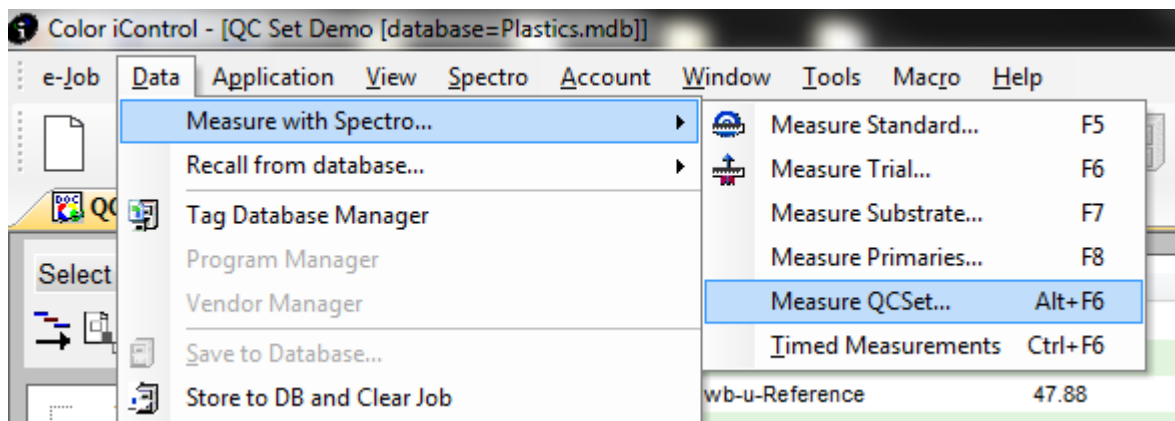 Color iControl - [QC Set Demo [database=Plastics.mdb]]
e-Job Data Application View Spectro Account Window Tools Macro Help
Measure with Spectro...
Recall from database...
Tag Database Manager
Program Manager
Vendor Manager
Save to Database...
Store to DB and Clear Job
Measure Standard... F5
Measure Trial... F6
Measure Substrate... F7
Measure Primaries... F8
Measure QCSet... Alt+F6
Timed Measurements Ctrl+F6
QC
Select
wb-u-Reference 47.88